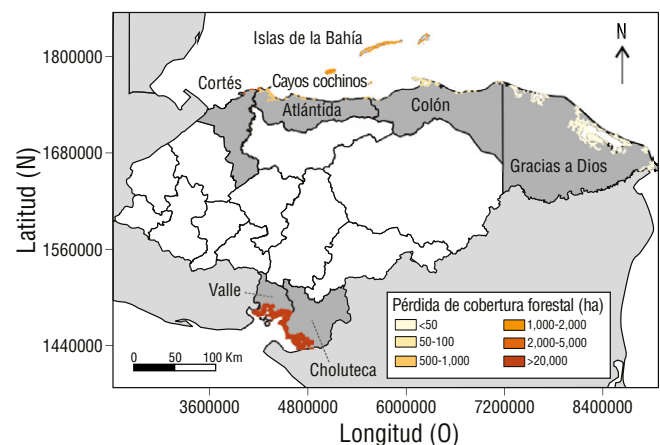 1800000
1680000
1560000
1440000
Latitud (N)
Islas de la Bahía
N
Cortés
Cayos cochinos
Atlántida
Colón
Gracias a Dios
Valle
Choluteca
0 50 100 Km
Pérdida de cobertura forestal (ha)
<50
50-100
500-1,000
1,000-2,000
2,000-5,000
>20,000
3600000 4800000 6000000 7200000 8400000
Longitud (O)